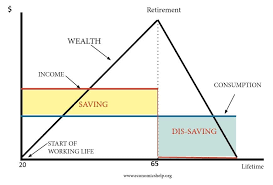 $
Retirement
WEALTH
INCOME
CONSUMPTION
SAVING
DIS-SAVING
START OF
WORKING LIFE
20
65
Lifetime
www.economicshelp.org